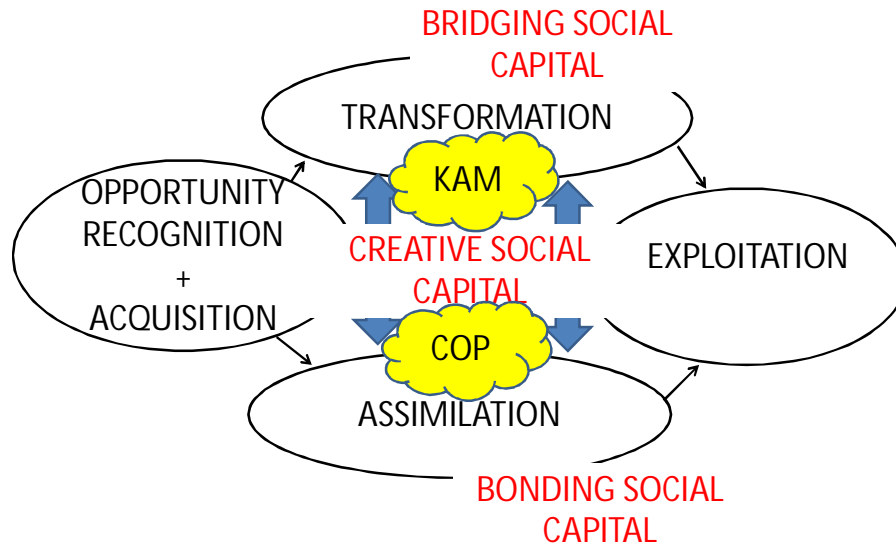 BRIDGING SOCIAL
CAPITAL
TRANSFORMATION
KAM
OPPORTUNITY
RECOGNITION
+
ACQUISITION
CREATIVE SOCIAL
CAPITAL
EXPLOITATION
COP
ASSIMILATION
BONDING SOCIAL
CAPITAL